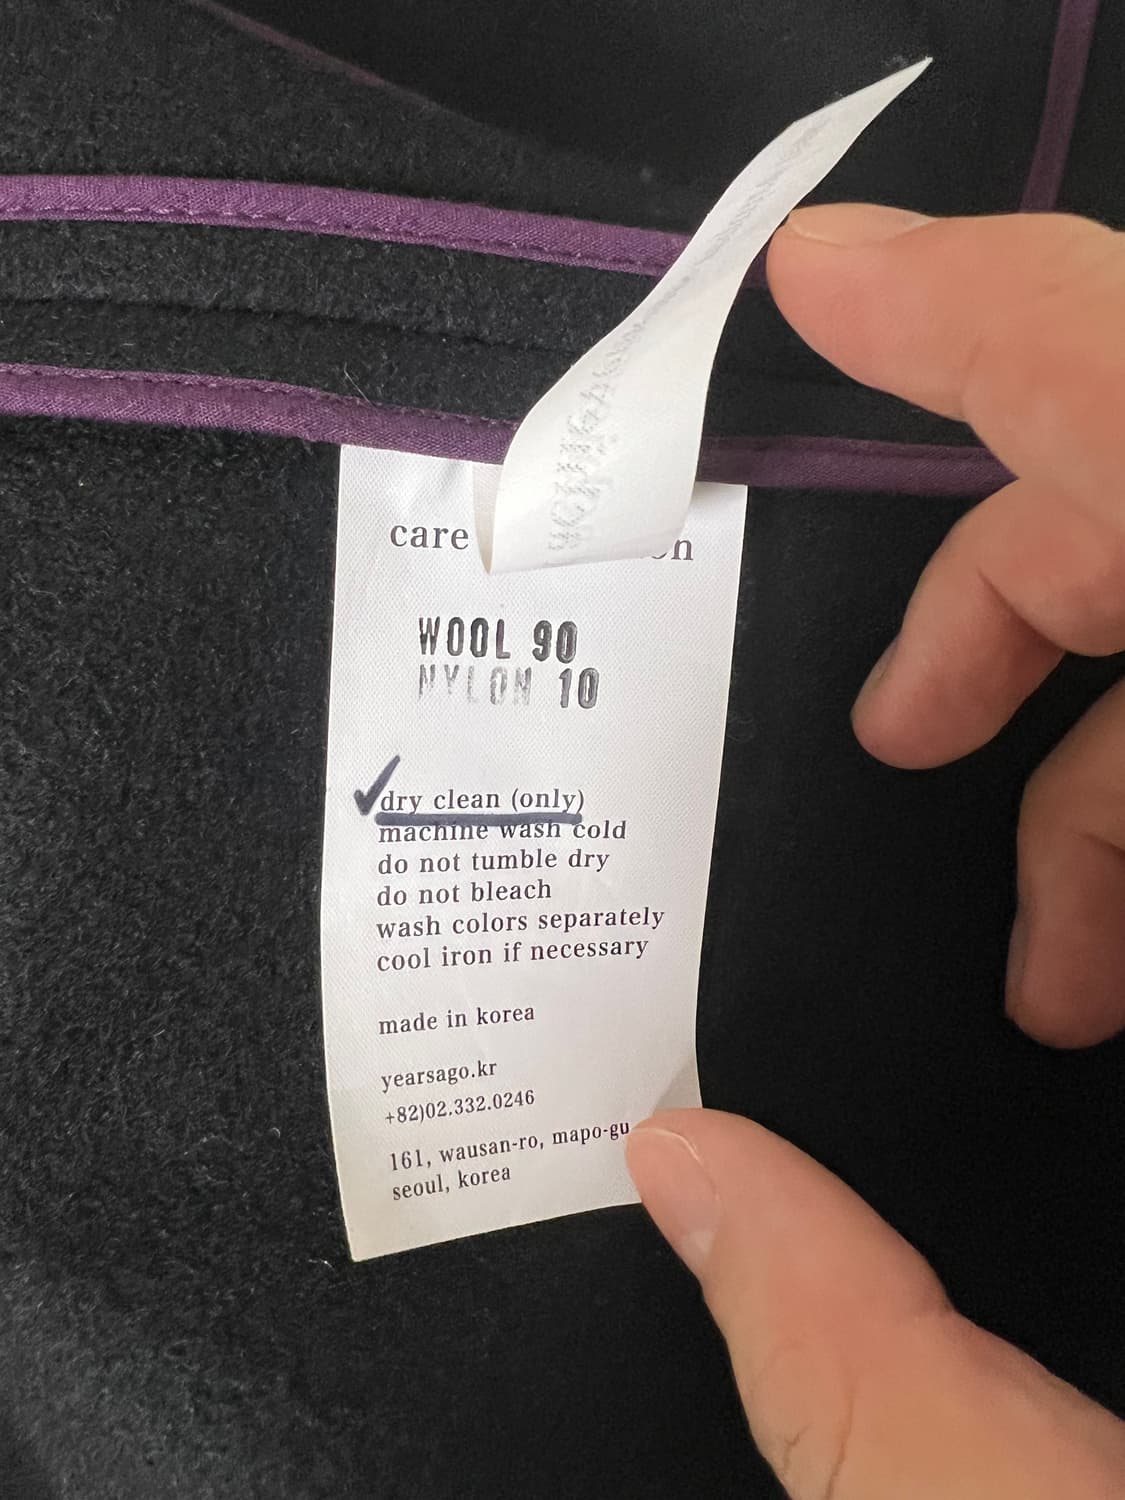 care
WOOL 90
NYLON 10
dry clean (only)
machine wash cold
do not tumble dry
do not bleach
wash colors separately
cool iron if necessary
made in korea
yearsago.kr
+82)02.332.0246
161, wausan-ro, mapo-gu
seoul, korea